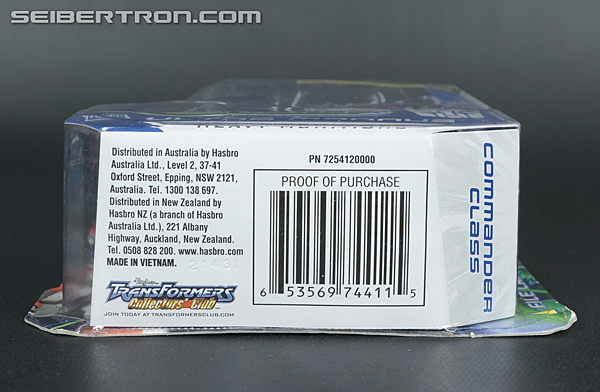 SEIBERTRON.COM
HEAVY MUNITIONS
Distributed in Australia by Hasbro
Australia Ltd., Level 2, 37-41
Oxford Street, Epping, NSW 2121,
Australia. Tel. 1300 138 697.
Distributed in New Zealand by
Hasbro NZ (a branch of Hasbro
Australia Ltd.), 221 Albany
Highway, Auckland, New Zealand.
Tel. 0508 828 200. www.hasbro.com
MADE IN VIETNAM.
TRANSFORMERS
Collectors' Club
JOIN TODAY AT TRANSFORMERSCLUB.COM
PN 7254120000
PROOF OF PURCHASE
6 53569 74411 5
COMMANDER
CLASS